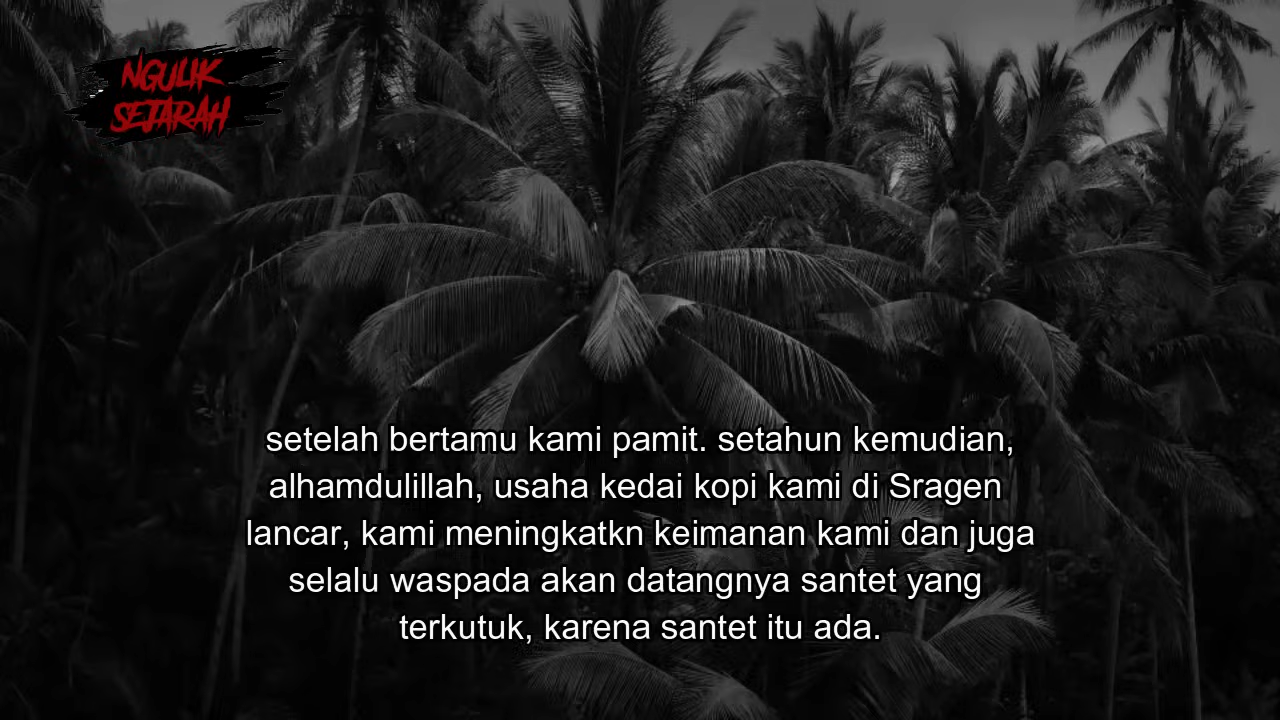 NGULIK
SEJARAH
setelah bertamu kami pamit. setahun kemudian,
alhamdulillah, usaha kedai kopi kami di Sragen
lancar, kami meningkatkn keimanan kami dan juga
selalu waspada akan datangnya santet yang
terkutuk, karena santet itu ada.